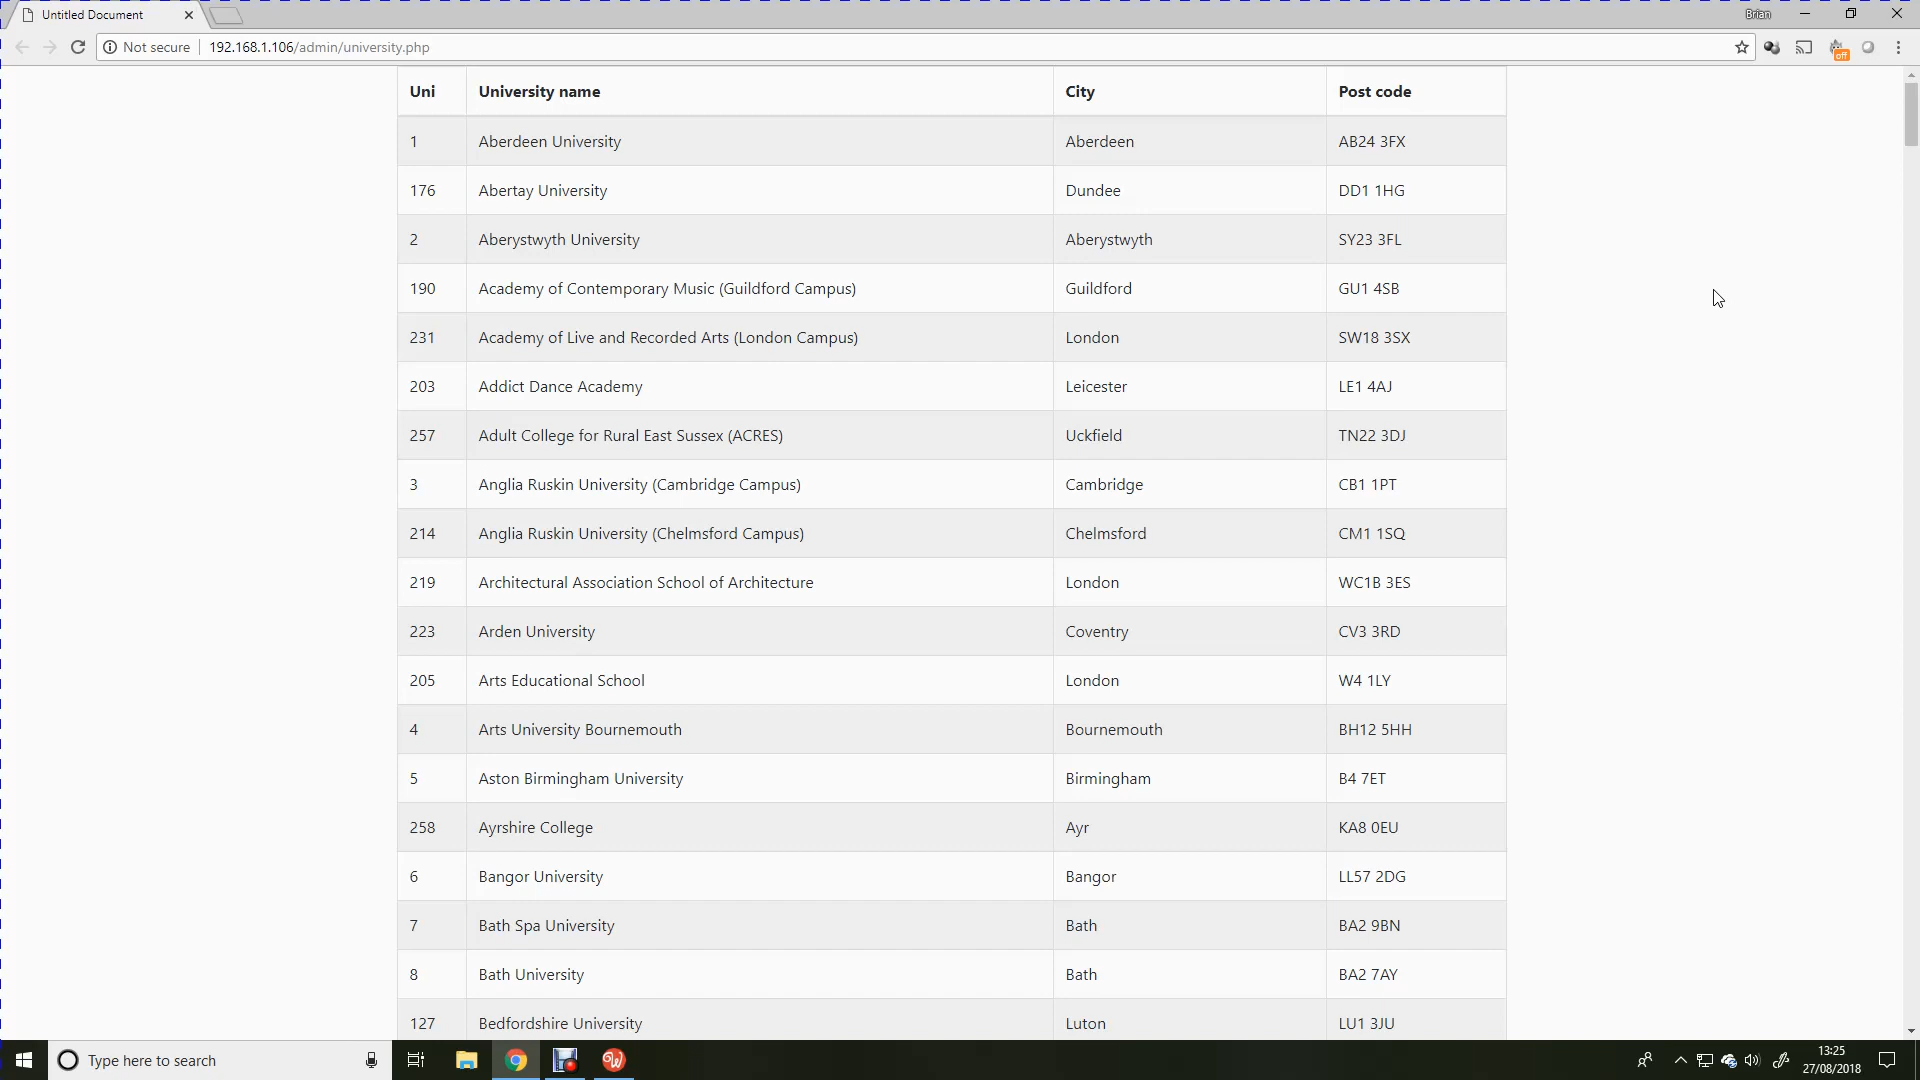 Untitled Document
Brian
Not secure 192.168.1.106/admin/university.php
off
Uni University name City Post code
1 Aberdeen University Aberdeen AB24 3FX
176 Abertay University Dundee DD1 1HG
2 Aberystwyth University Aberystwyth SY23 3FL
190 Academy of Contemporary Music (Guildford Campus) Guildford GU1 4SB
231 Academy of Live and Recorded Arts (London Campus) London SW18 3SX
203 Addict Dance Academy Leicester LE1 4AJ
257 Adult College for Rural East Sussex (ACRES) Uckfield TN22 3DJ
3 Anglia Ruskin University (Cambridge Campus) Cambridge CB1 1PT
214 Anglia Ruskin University (Chelmsford Campus) Chelmsford CM1 1SQ
219 Architectural Association School of Architecture London WC1B 3ES
223 Arden University Coventry CV3 3RD
205 Arts Educational School London W4 1LY
4 Arts University Bournemouth Bournemouth BH12 5HH
5 Aston Birmingham University Birmingham B4 7ET
258 Ayrshire College Ayr KA8 0EU
6 Bangor University Bangor LL57 2DG
7 Bath Spa University Bath BA2 9BN
8 Bath University Bath BA2 7AY
127 Bedfordshire University Luton LU1 3JU
Type here to search
13:25
27/08/2018